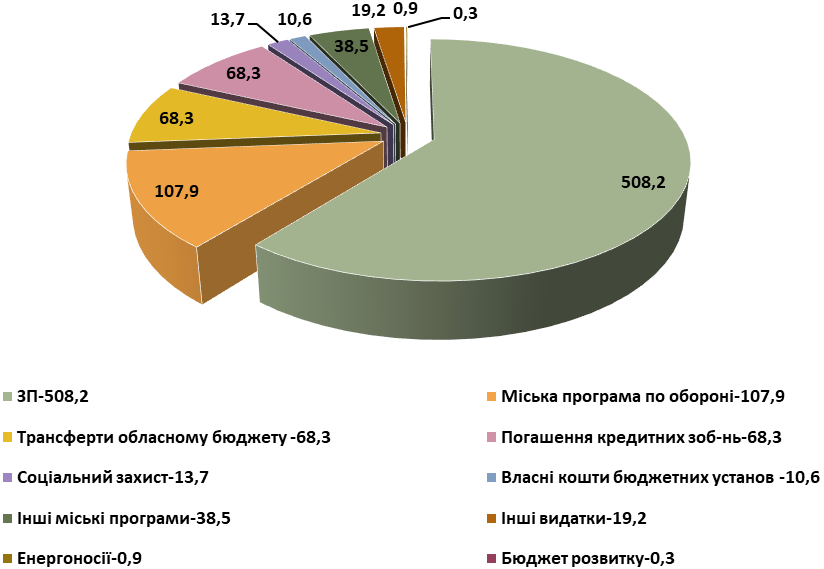 13,7
10,6
19,2
0,9
0,3
38,5
68,3
68,3
107,9
508,2
ЗП-508,2
Міська програма по обороні-107,9
Трансферти обласному бюджету -68,3
Погашення кредитних зоб-нь-68,3
Соціальний захист-13,7
Власні кошти бюджетних установ -10,6
Інші міські програми-38,5
Інші видатки-19,2
Енергоносії-0,9
Бюджет розвитку-0,3